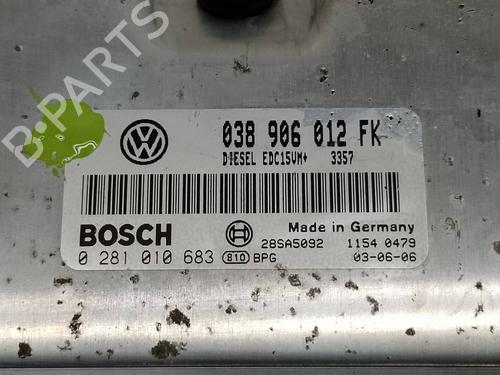 B-PARTS
038 906 012 FK
DIESEL EDC15VM+ 3357
BOSCH
Made in Germany
28SA5092 1154 0479
0 281 010 683 810 BPG 03-06-06